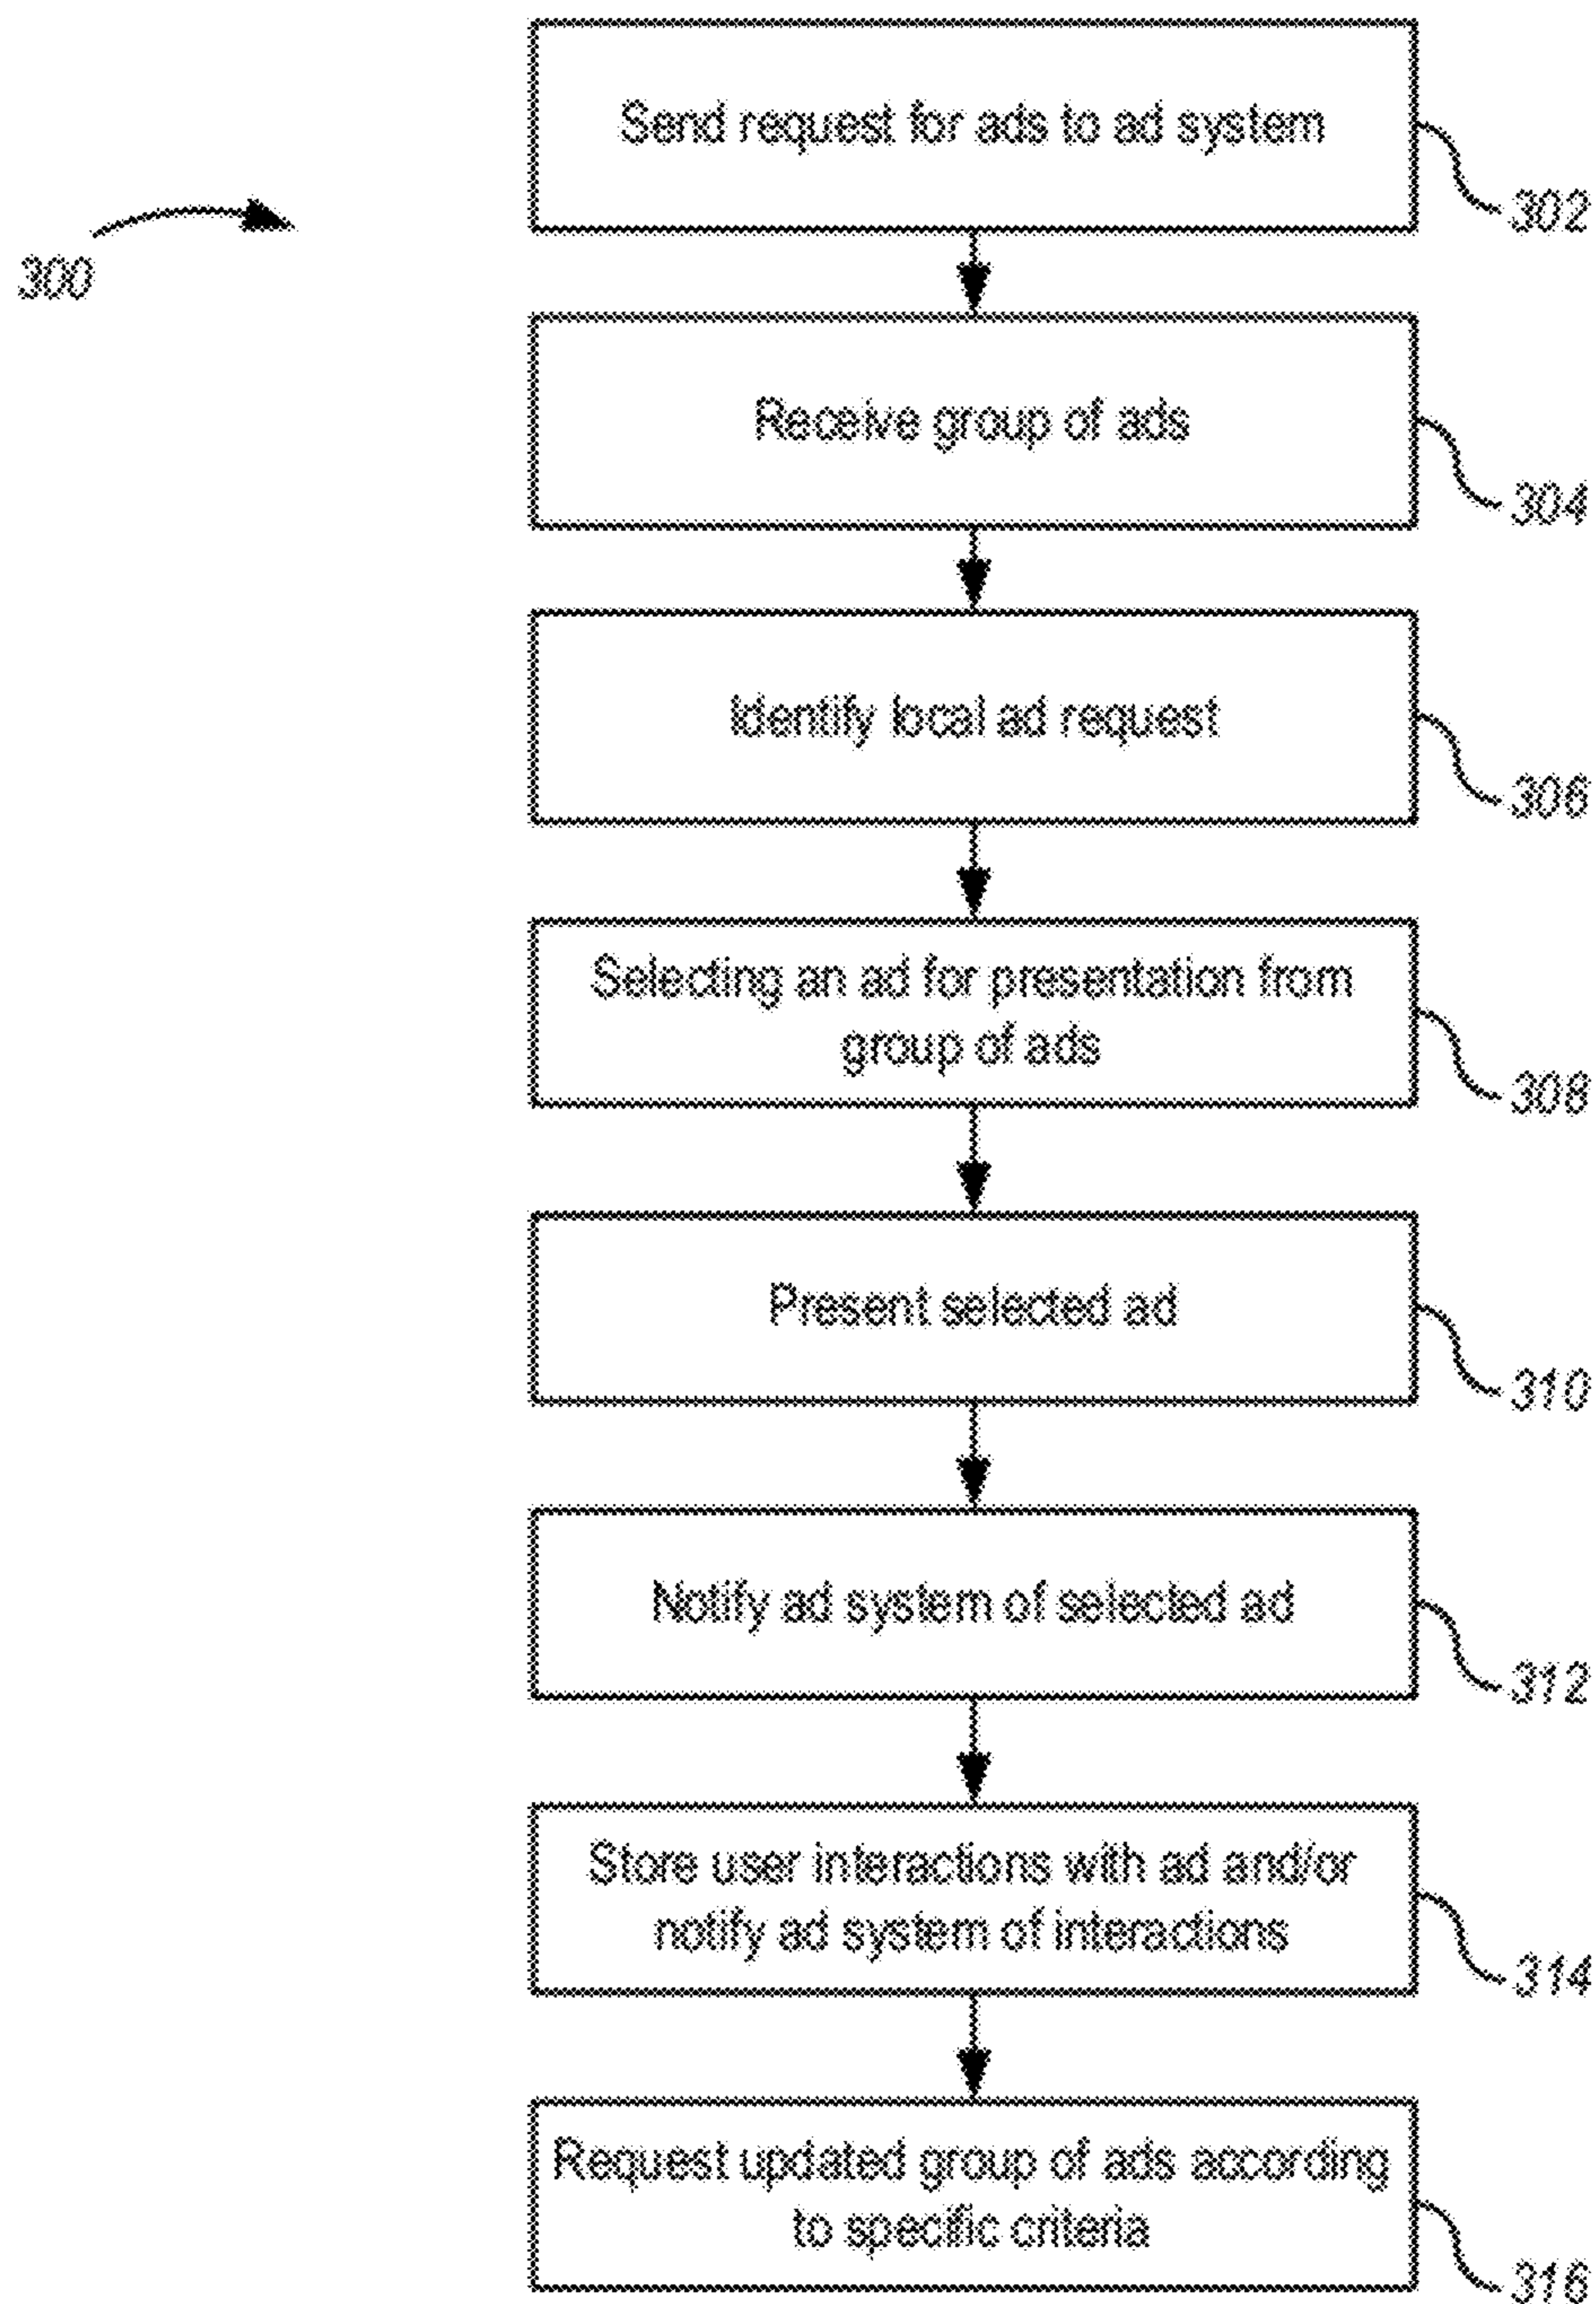 Send request for ads to ad system
302
300
Receive group of ads
304
Identify local ad request
306
Selecting an ad for presentation from
group of ads
308
Present selected ad
310
Notify ad system of selected ad
312
Store user interactions with ad and/or
notify ad system of interactions
314
Request updated group of ads according
to specific criteria
316